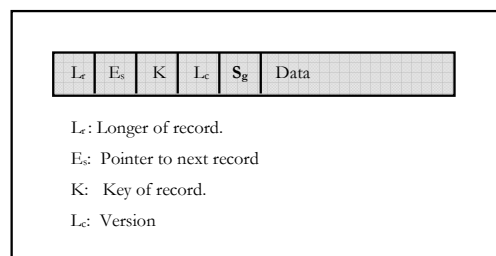 Lr Es K Lc Sg Data
Lr: Longer of record.
Es: Pointer to next record
K: Key of record.
Lc: Version